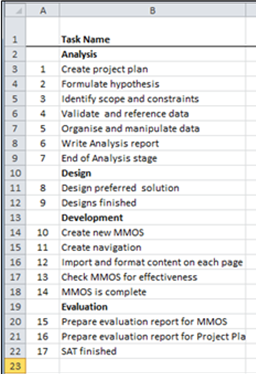 A B
1 Task Name
2 Analysis
3 1 Create project plan
4 2 Formulate hypothesis
5 3 Identify scope and constraints
6 4 Validate and reference data
7 5 Organise and manipulate data
8 6 Write Analysis report
9 7 End of Analysis stage
10 Design
11 8 Design preferred solution
12 9 Designs finished
13 Development
14 10 Create new MMOS
15 11 Create navigation
16 12 Import and format content on each page
17 13 Check MMOS for effectiveness
18 14 MMOS is complete
19 Evaluation
20 15 Prepare evaluation report for MMOS
21 16 Prepare evaluation report for Project Pla
22 17 SAT finished
23